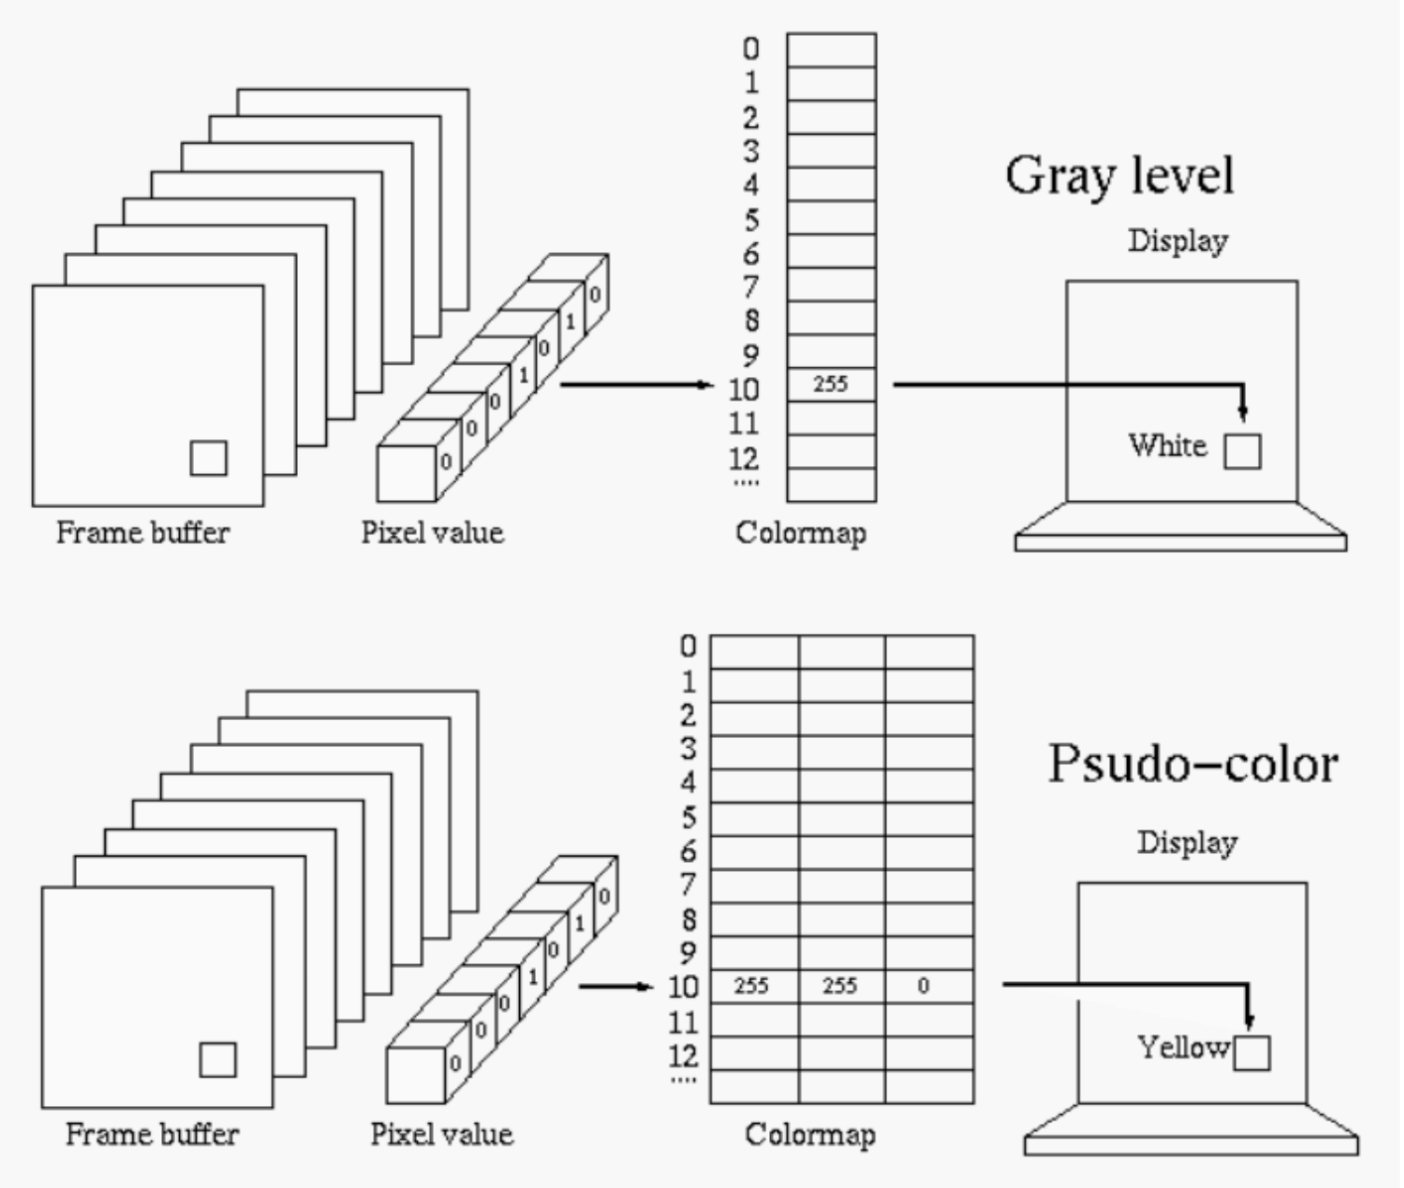 0
1
2
3
4
5
6
7
8
9
10 255
11
12
....
Gray level
Display
White
0 0 0 1 0 1 0
Frame buffer
Pixel value
Colormap
0
1
2
3
4
5
6
7
8
9
10 255 255 0
11
12
....
Psudo-color
Display
Yellow
0 0 0 1 0 1 0
Frame buffer
Pixel value
Colormap